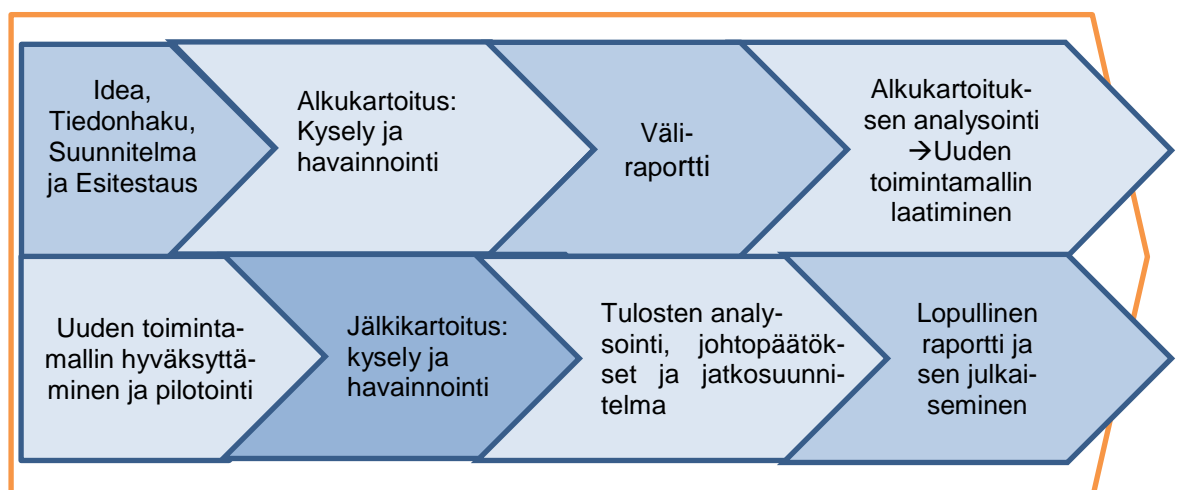 Idea,
Tiedonhaku,
Suunnitelma
ja Esitestaus
Alkukartoitus:
Kysely ja
havainnointi
Väli-
raportti
Alkukartoituk-
sen analysointi
→Uuden
toimintamallin
laatiminen
Uuden toiminta-
mallin hyväksyttä-
minen ja pilotointi
Jälkikartoitus:
kysely ja
havainnointi
Tulosten analy-
sointi, johtopäätök-
set ja jatkosuunni-
telma
Lopullinen
raportti ja
sen julkai-
seminen